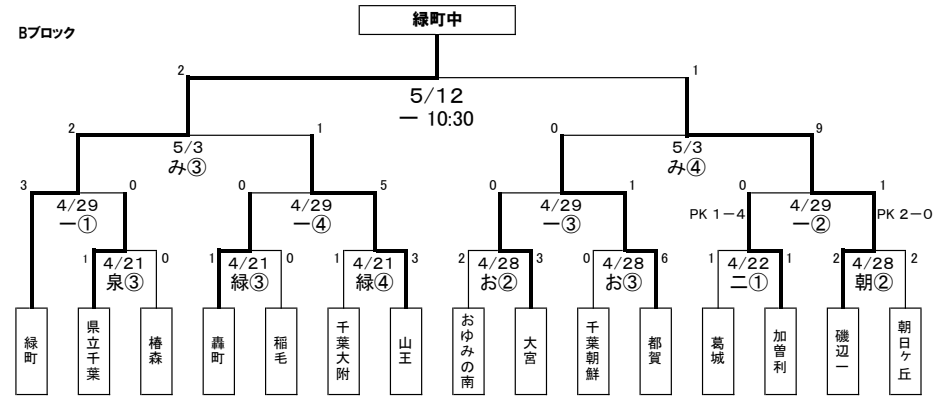 緑町中
Bブロック
2
1
5/12
一 10:30
2
1
0
9
5/3
み③
5/3
み④
3
0
0
5
0
1
0
1
4/29
一①
4/29
一④
4/29
一③
PK 1－4
4/29
一②
PK 2－0
1
4/21
0
泉③
1
4/21
0
緑③
1
4/21
3
緑④
2
4/28
3
お②
0
4/28
6
お③
1
4/22
1
二①
2
4/28
2
朝②
緑町
県立千葉
椿森
轟町
稲毛
千葉大附
山王
おゆみの南
大宮
千葉朝鮮
都賀
葛城
加曽利
磯辺一
朝日ヶ丘